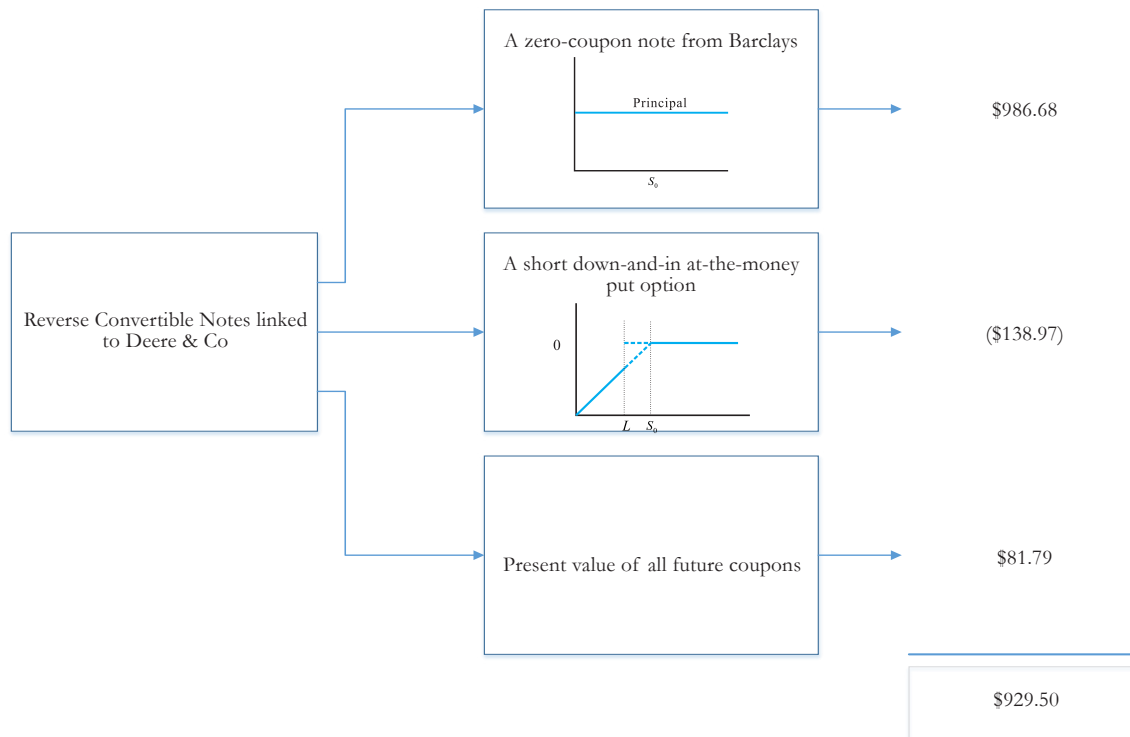 A zero-coupon note from Barclays
Principal
S₀
$986.68
Reverse Convertible Notes linked
to Deere & Co
A short down-and-in at-the-money
put option
0
L S₀
($138.97)
Present value of all future coupons
$81.79
$929.50